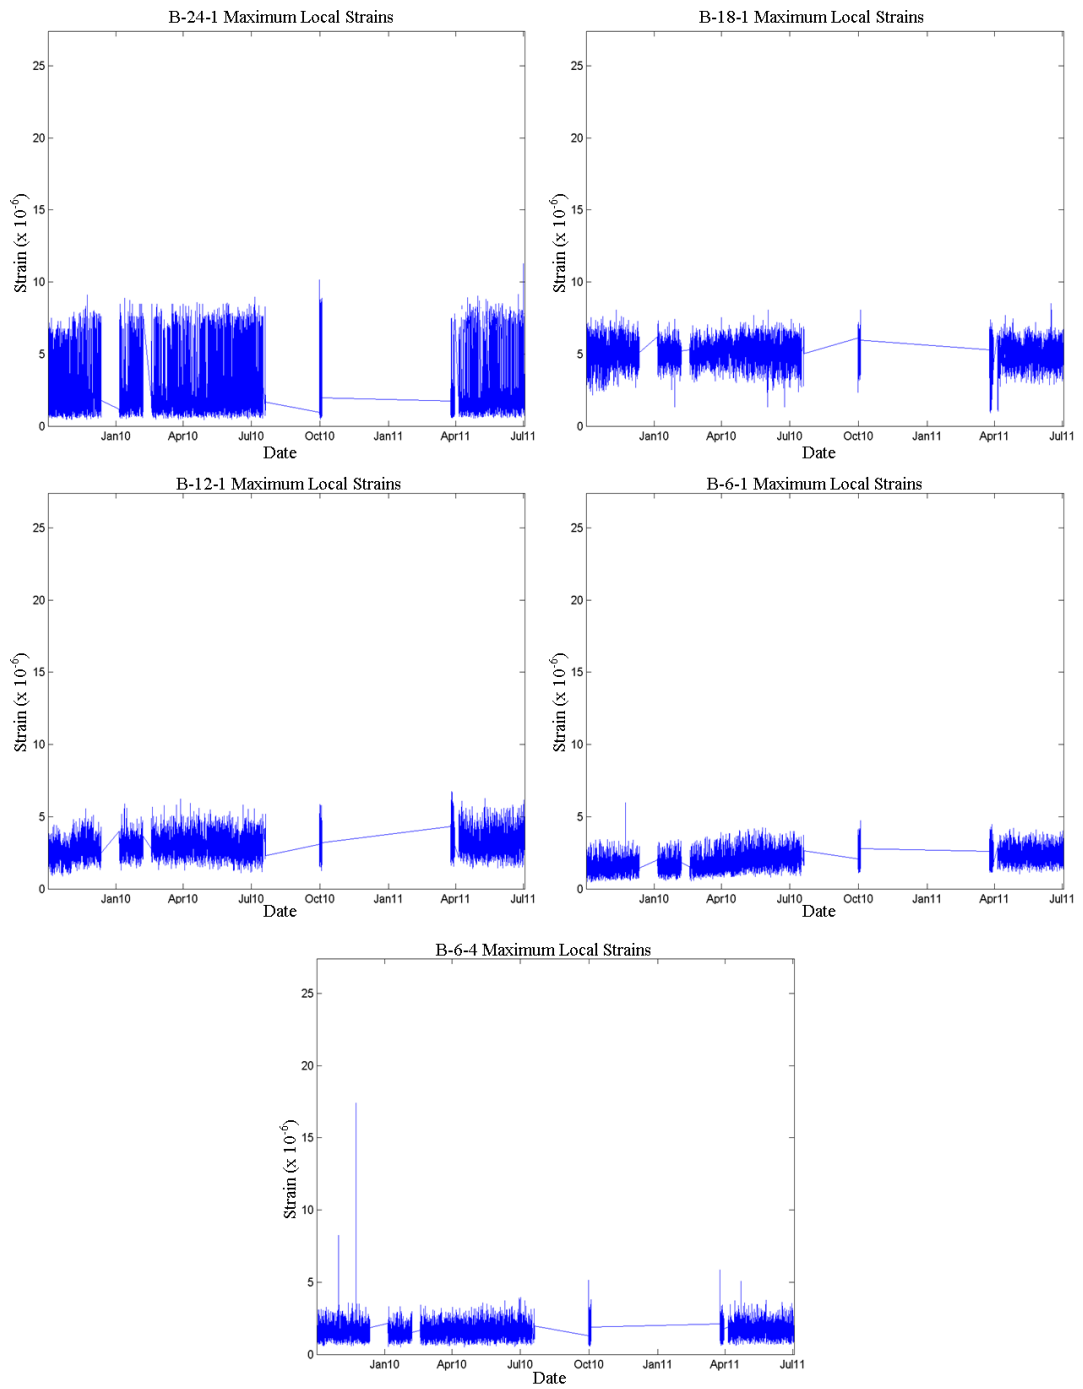 B-24-1 Maximum Local Strains
25
20
15
10
5
0
Strain (x 10⁻⁶)
Jan10 Apr10 Jul10 Oct10 Jan11 Apr11 Jul11
Date
B-18-1 Maximum Local Strains
25
20
15
10
5
0
Strain (x 10⁻⁶)
Jan10 Apr10 Jul10 Oct10 Jan11 Apr11 Jul11
Date
B-12-1 Maximum Local Strains
25
20
15
10
5
0
Strain (x 10⁻⁶)
Jan10 Apr10 Jul10 Oct10 Jan11 Apr11 Jul11
Date
B-6-1 Maximum Local Strains
25
20
15
10
5
0
Strain (x 10⁻⁶)
Jan10 Apr10 Jul10 Oct10 Jan11 Apr11 Jul11
Date
B-6-4 Maximum Local Strains
25
20
15
10
5
0
Strain (x 10⁻⁶)
Jan10 Apr10 Jul10 Oct10 Jan11 Apr11 Jul11
Date